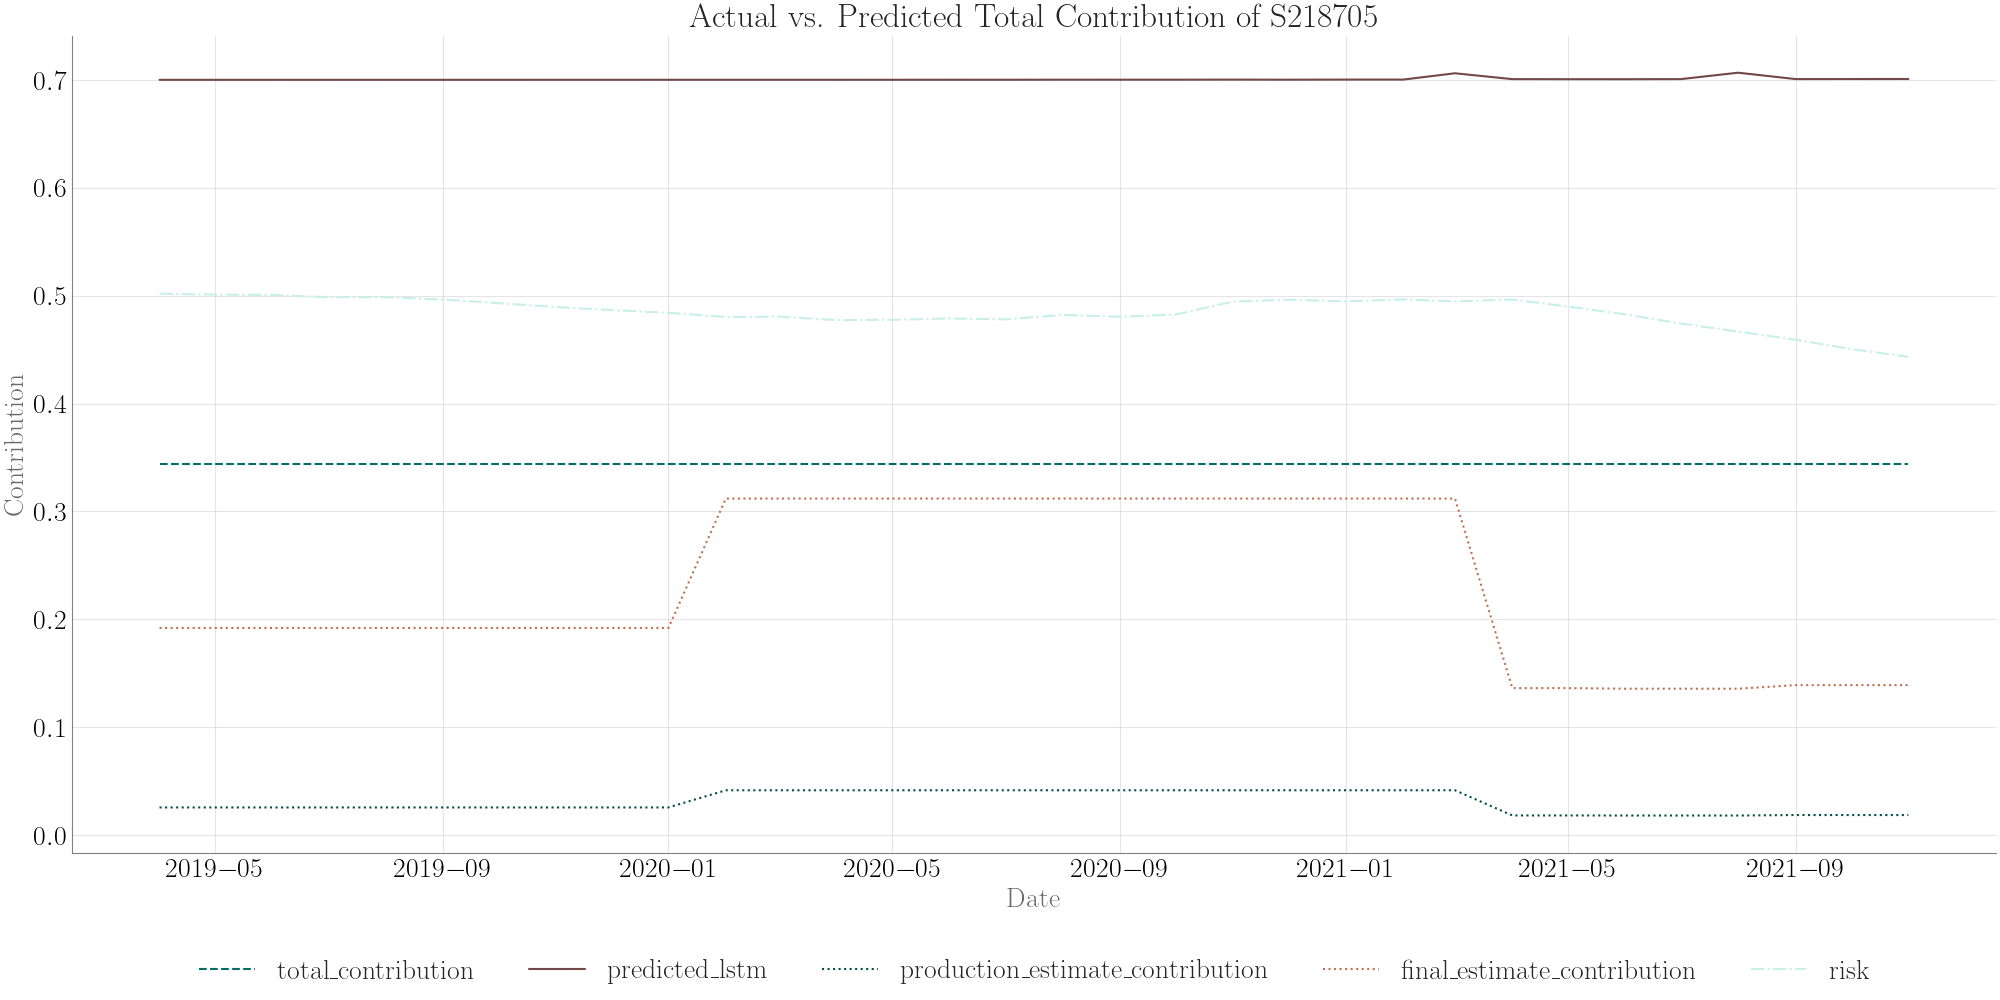 Actual vs. Predicted Total Contribution of S218705
Contribution
0.7
0.6
0.5
0.4
0.3
0.2
0.1
0.0
2019−05 2019−09 2020−01 2020−05 2020−09 2021−01 2021−05 2021−09
Date
total_contribution predicted_lstm production_estimate_contribution final_estimate_contribution risk